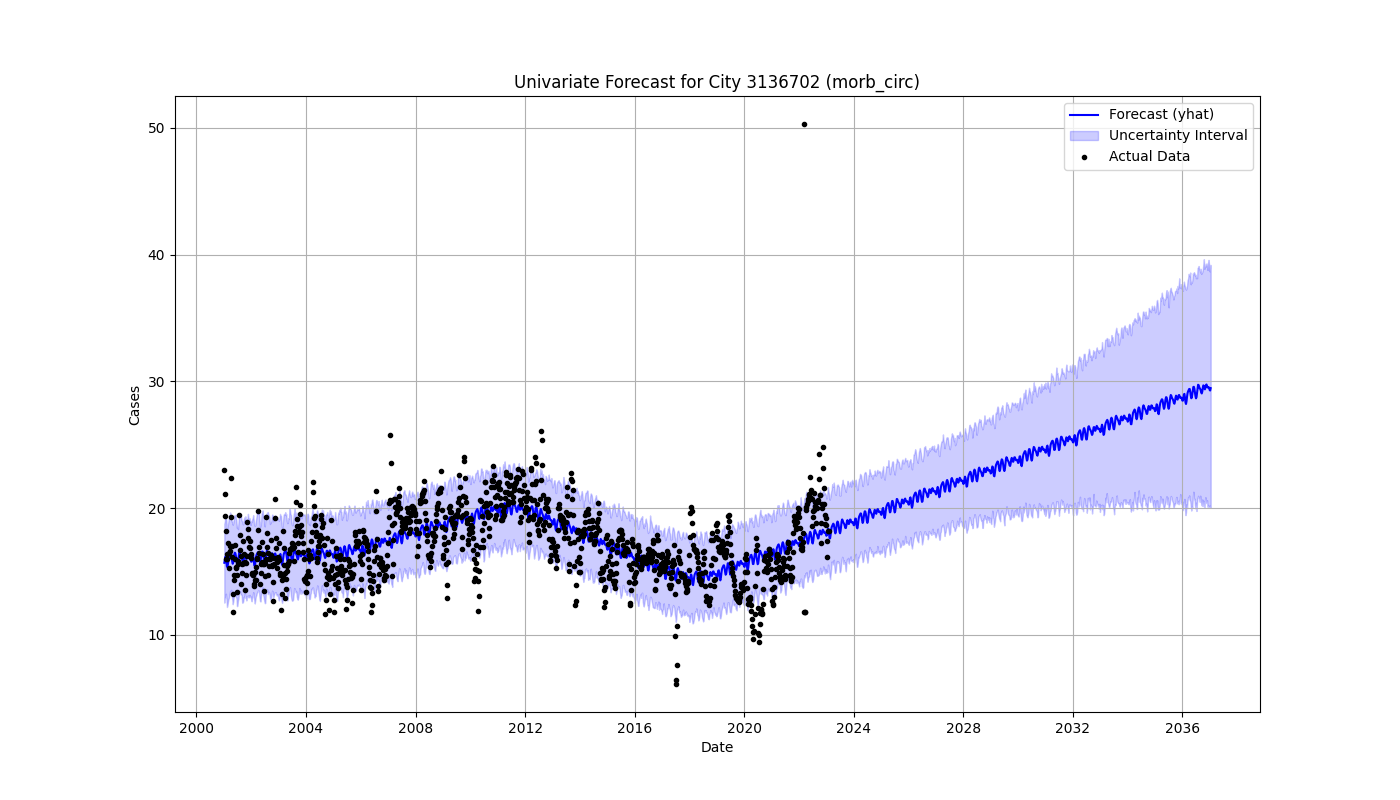 Univariate Forecast for City 3136702 (morb_circ)
Forecast (yhat)
Uncertainty Interval
Actual Data
Cases
50
40
30
20
10
2000 2004 2008 2012 2016 2020 2024 2028 2032 2036
Date